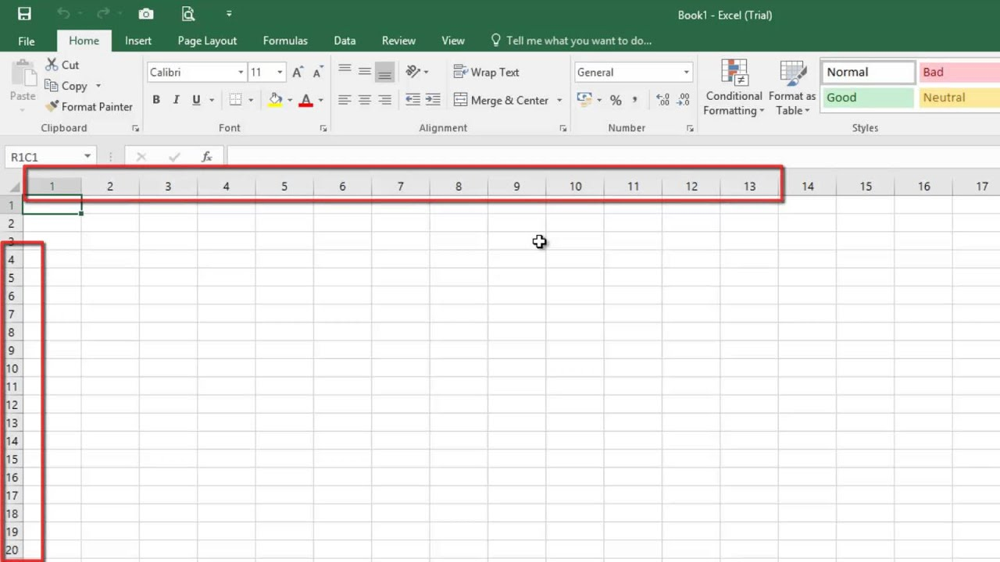 Book1 - Excel (Trial)
File Home Insert Page Layout Formulas Data Review View Tell me what you want to do...
Paste
Cut
Copy
Format Painter
Clipboard
Calibri 11
B I U
Font
Wrap Text
Merge & Center
Alignment
General
%
Number
Conditional Formatting
Format as Table
Normal Bad
Good Neutral
Styles
R1C1 fx
1 2 3 4 5 6 7 8 9 10 11 12 13 14 15 16 17
1
2
3
4
5
6
7
8
9
10
11
12
13
14
15
16
17
18
19
20